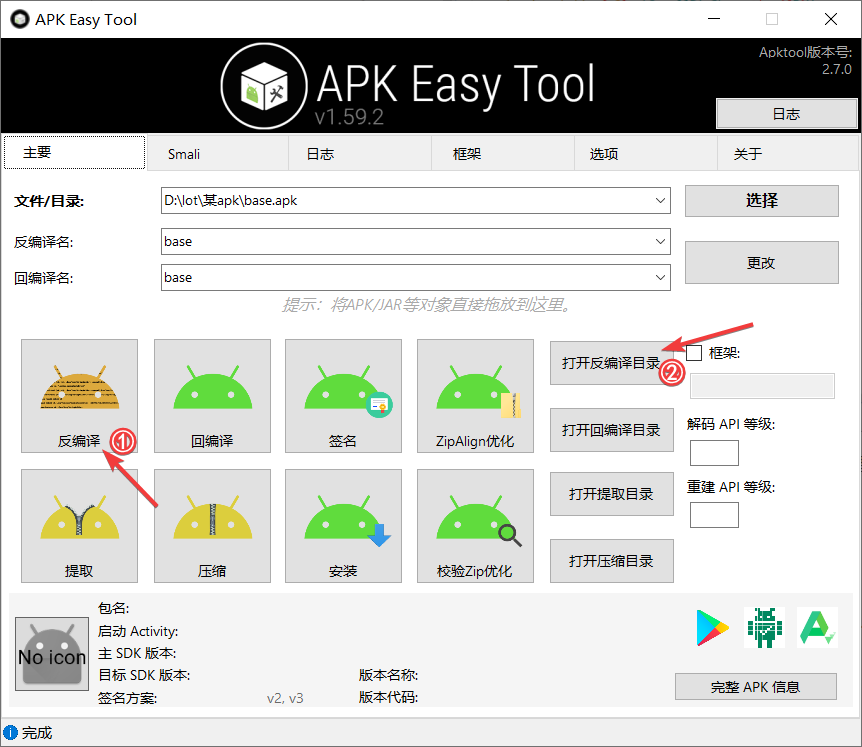 APK Easy Tool
APK Easy Tool
v1.59.2
Apktool版本号:
2.7.0
日志
主要
Smali
日志
框架
选项
关于
文件/目录:
D:\Iot\某apk\base.apk
选择
反编译名:
base
更改
回编译名:
base
提示：将APK/JAR等对象直接拖放到这里。
反编译
①
回编译
签名
ZipAlign优化
打开反编译目录
②
框架:
打开回编译目录
解码 API 等级:
提取
压缩
安装
校验Zip优化
打开提取目录
重建 API 等级:
打开压缩目录
No icon
包名:
启动 Activity:
主 SDK 版本:
目标 SDK 版本:
版本名称:
签名方案:
v2, v3
版本代码:
完整 APK 信息
完成